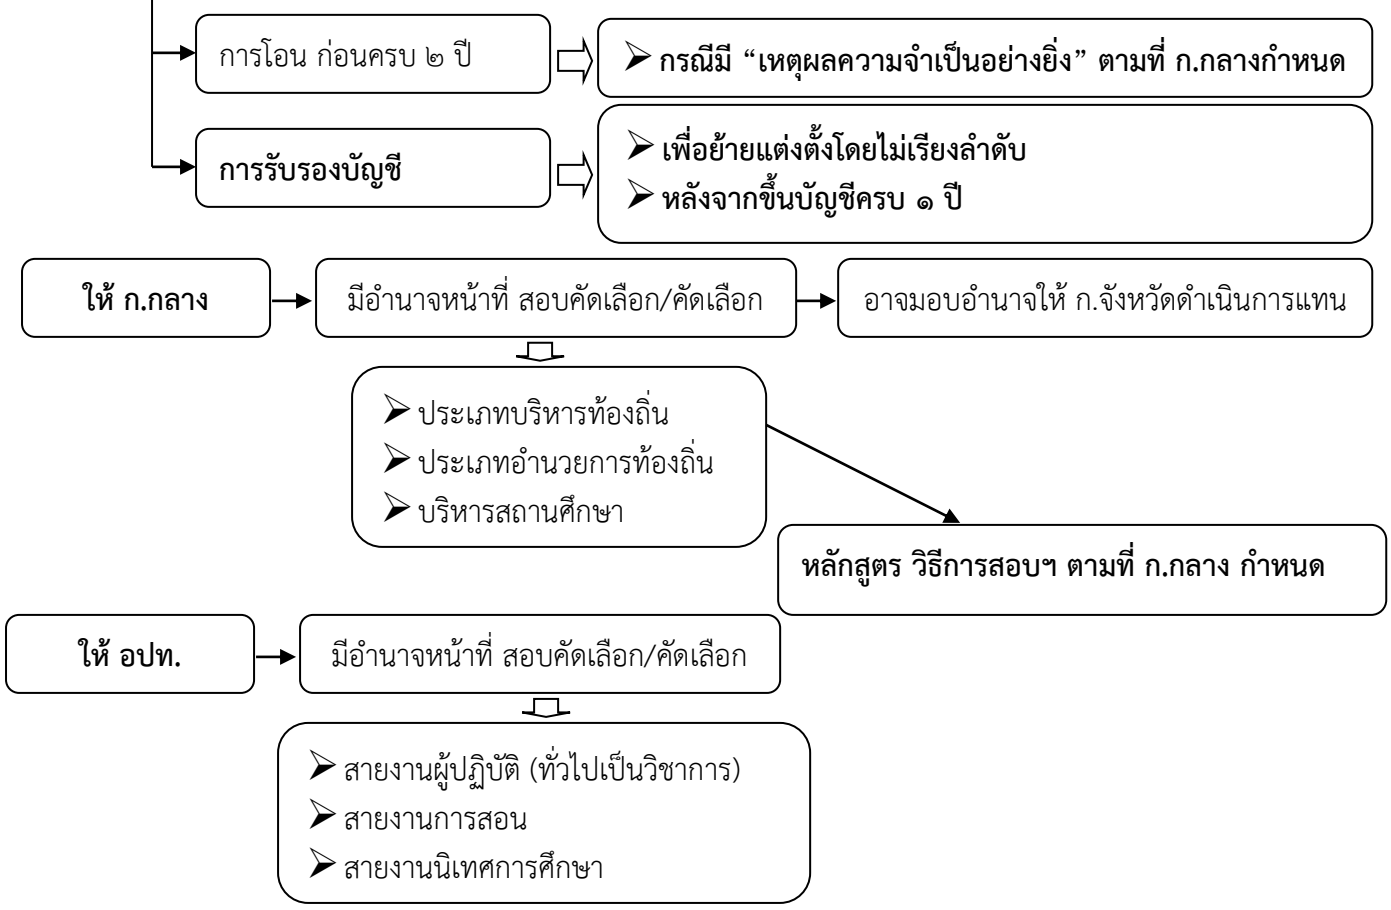 การโอน ก่อนครบ ๒ ปี
กรณีมี “เหตุผลความจำเป็นอย่างยิ่ง” ตามที่ ก.กลางกำหนด
การรับรองบัญชี
เพื่อย้ายแต่งตั้งโดยไม่เรียงลำดับ
หลังจากขึ้นบัญชีครบ ๑ ปี
ให้ ก.กลาง
มีอำนาจหน้าที่ สอบคัดเลือก/คัดเลือก
อาจมอบอำนาจให้ ก.จังหวัดดำเนินการแทน
ประเภทบริหารท้องถิ่น
ประเภทอำนวยการท้องถิ่น
บริหารสถานศึกษา
หลักสูตร วิธีการสอบฯ ตามที่ ก.กลาง กำหนด
ให้ อปท.
มีอำนาจหน้าที่ สอบคัดเลือก/คัดเลือก
สายงานผู้ปฏิบัติ (ทั่วไปเป็นวิชาการ)
สายงานการสอน
สายงานนิเทศการศึกษา